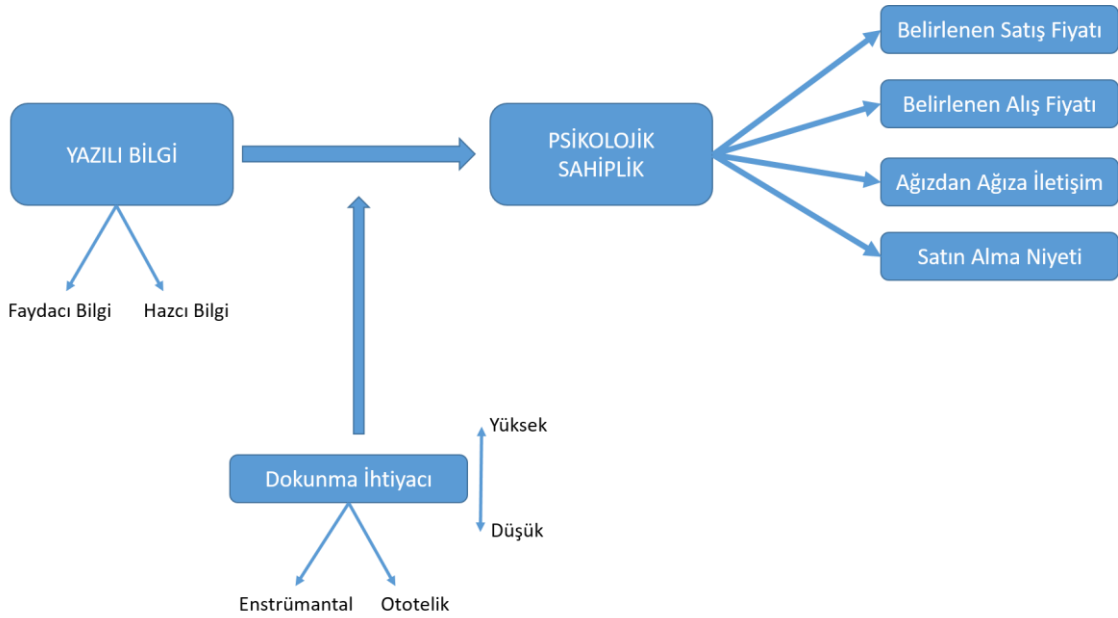 YAZILI BİLGİ
Faydacı Bilgi
Hazcı Bilgi
PSİKOLOJİK
SAHİPLİK
Belirlenen Satış Fiyatı
Belirlenen Alış Fiyatı
Ağızdan Ağıza İletişim
Satın Alma Niyeti
Dokunma İhtiyacı
Yüksek
Düşük
Enstrümantal
Ototelik